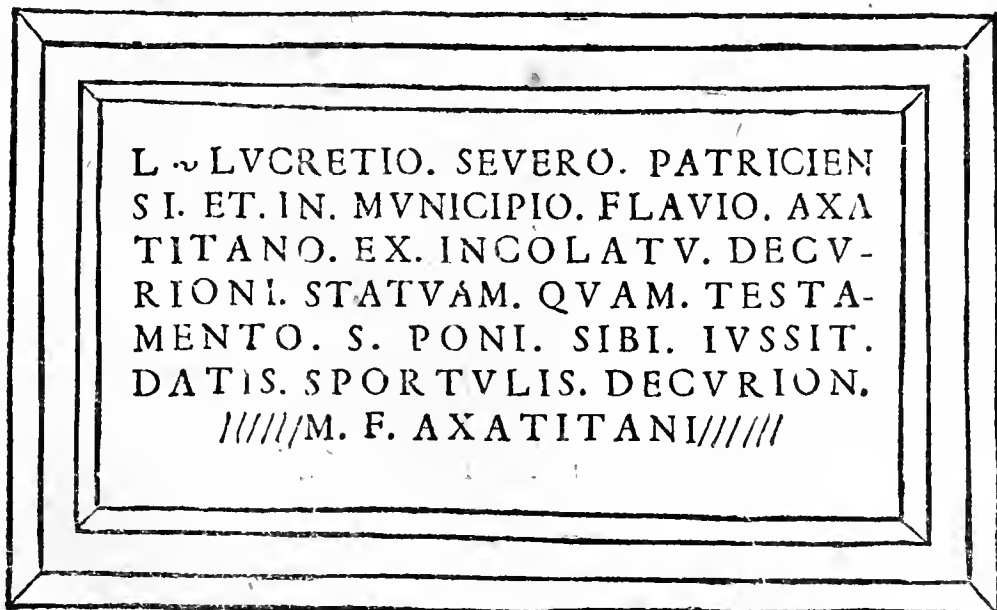 L ∾ LVCRETIO. SEVERO. PATRICIEN
SI. ET. IN. MVNICIPIO. FLAVIO. AXA
TITANO. EX. INCOLATV. DECV-
RIONI. STATVAM. QVAM. TESTA-
MENTO. S. PONI. SIBI. IVSSIT.
DATIS. SPORTVLIS. DECVRION.
//////M. F. AXATITANI//////